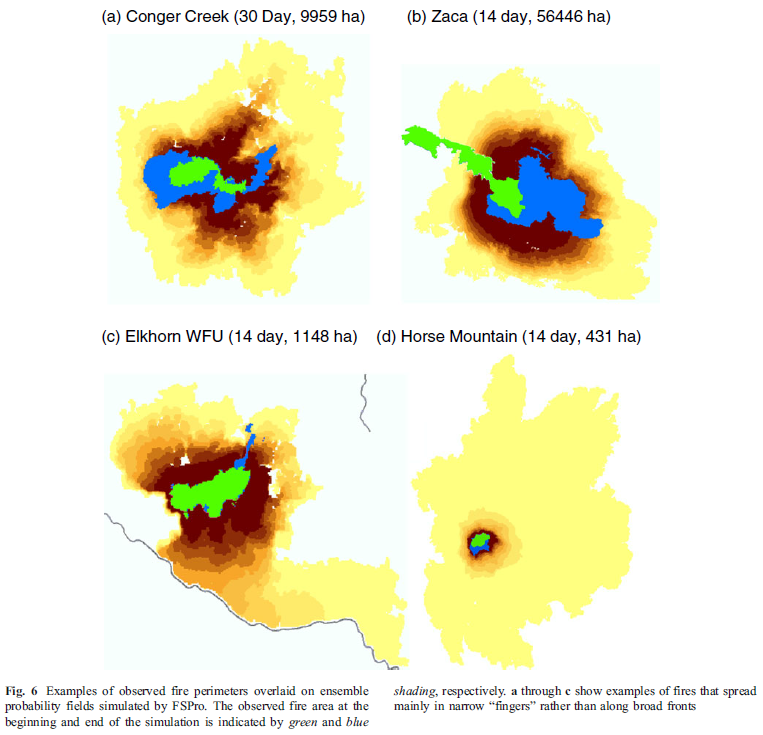 (a) Conger Creek (30 Day, 9959 ha)
(b) Zaca (14 day, 56446 ha)
(c) Elkhorn WFU (14 day, 1148 ha)
(d) Horse Mountain (14 day, 431 ha)
Fig. 6 Examples of observed fire perimeters overlaid on ensemble
probability fields simulated by FSPro. The observed fire area at the
beginning and end of the simulation is indicated by green and blue
shading, respectively. a through c show examples of fires that spread
mainly in narrow “fingers” rather than along broad fronts